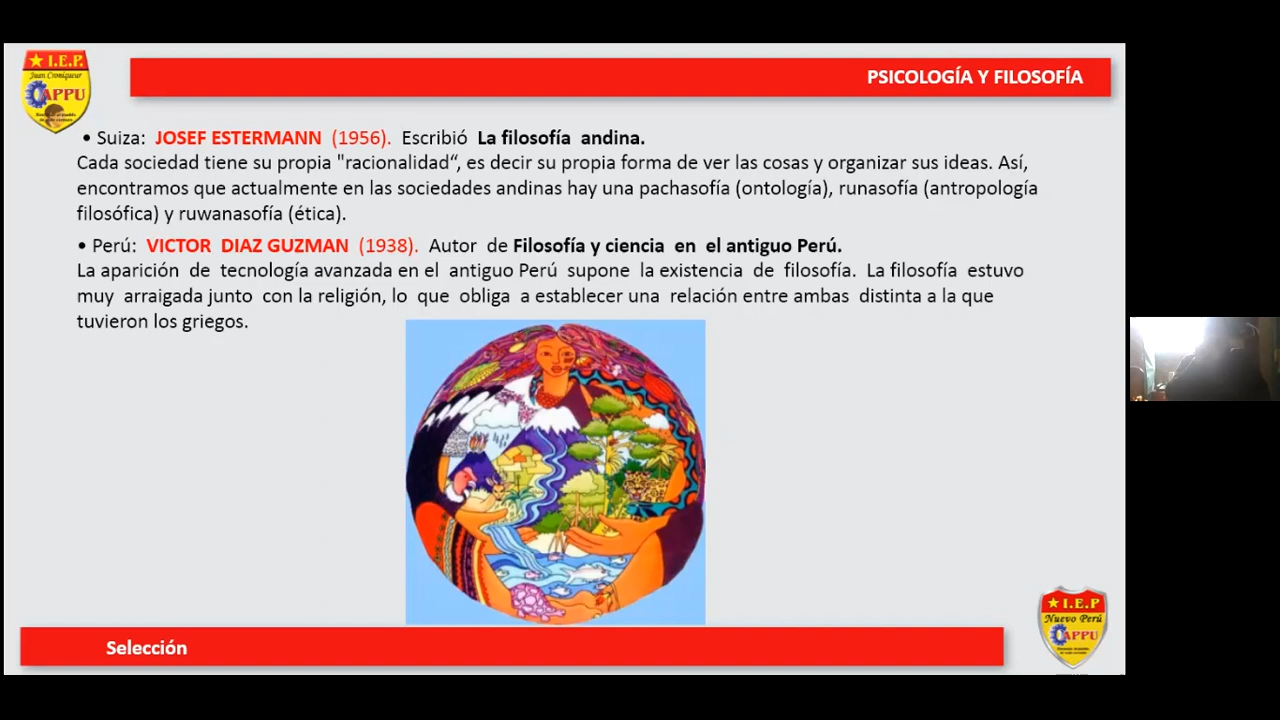 ★ I.E.P.
Juan Croniqueur
APPU
PSICOLOGÍA Y FILOSOFÍA
• Suiza: JOSEF ESTERMANN (1956). Escribió La filosofía andina.
Cada sociedad tiene su propia "racionalidad“, es decir su propia forma de ver las cosas y organizar sus ideas. Así,
encontramos que actualmente en las sociedades andinas hay una pachasofía (ontología), runasofía (antropología
filosófica) y ruwanasofía (ética).
• Perú: VICTOR DIAZ GUZMAN (1938). Autor de Filosofía y ciencia en el antiguo Perú.
La aparición de tecnología avanzada en el antiguo Perú supone la existencia de filosofía. La filosofía estuvo
muy arraigada junto con la religión, lo que obliga a establecer una relación entre ambas distinta a la que
tuvieron los griegos.
Selección
★ I.E.P
Nuevo Perú
APPU